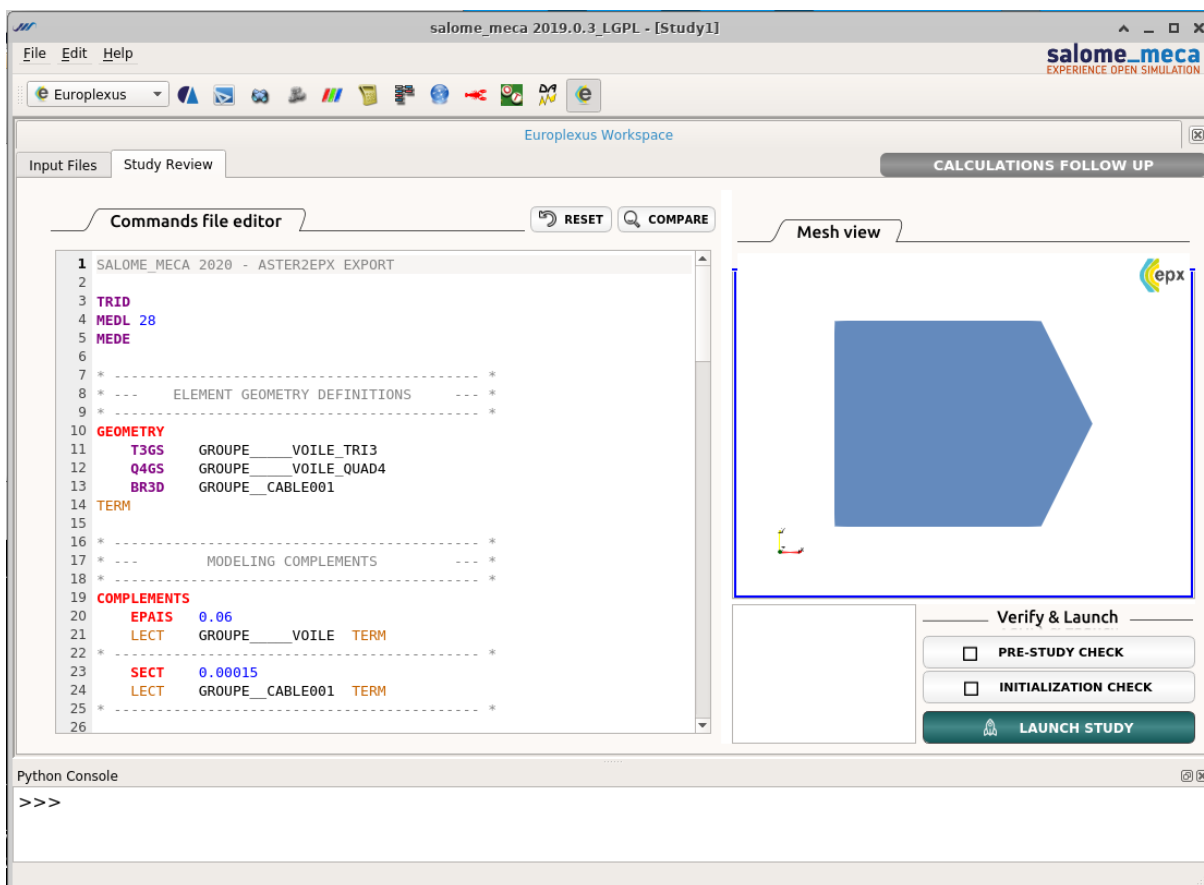 salome_meca 2019.0.3_LGPL - [Study1]
File Edit Help
salome_meca
EXPERIENCE OPEN SIMULATION
Europlexus
Europlexus Workspace
Input Files Study Review
CALCULATIONS FOLLOW UP
Commands file editor
RESET COMPARE
Mesh view
epx
1 SALOME_MECA 2020 - ASTER2EPX EXPORT
2
3 TRID
4 MEDL 28
5 MEDE
6
7 * ------------------------------------------- *
8 * --- ELEMENT GEOMETRY DEFINITIONS --- *
9 * ------------------------------------------- *
10 GEOMETRY
11 T3GS GROUPE_____VOILE_TRI3
12 Q4GS GROUPE_____VOILE_QUAD4
13 BR3D GROUPE__CABLE001
14 TERM
15
16 * ------------------------------------------- *
17 * --- MODELING COMPLEMENTS --- *
18 * ------------------------------------------- *
19 COMPLEMENTS
20 EPAIS 0.06
21 LECT GROUPE_____VOILE TERM
22 * ------------------------------------------- *
23 SECT 0.00015
24 LECT GROUPE__CABLE001 TERM
25 * ------------------------------------------- *
26
Verify & Launch
PRE-STUDY CHECK
INITIALIZATION CHECK
LAUNCH STUDY
Python Console
>>>